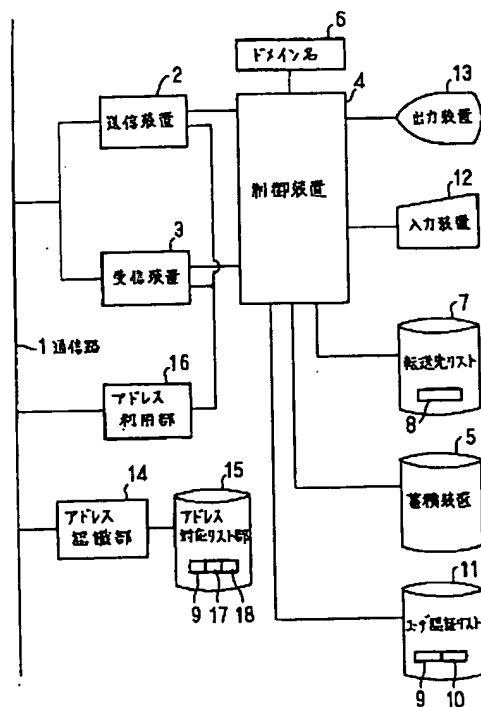 6
ドメイン名
2
送信装置
4
制御装置
13
出力装置
12
入力装置
3
受信装置
1 通信路
7
転送先リスト
8
16
アドレス
利用部
5
蓄積装置
14
アドレス
認識部
15
アドレス
対応リスト部
9 17 18
11
ユーザ認証リスト
9 10